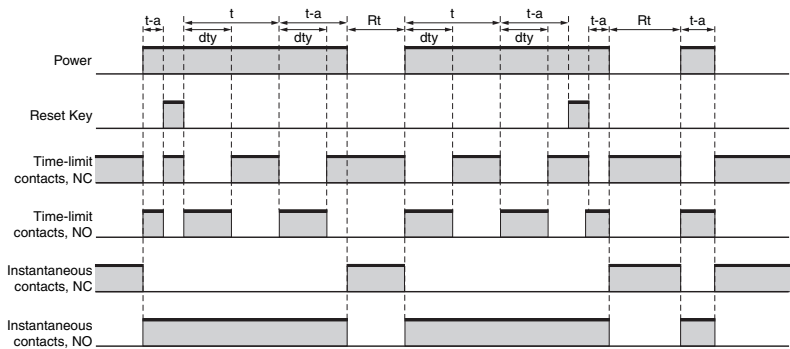 t-a t t-a Rt t t-a t-a Rt t-a
dty dty dty dty
Power
Reset Key
Time-limit
contacts, NC
Time-limit
contacts, NO
Instantaneous
contacts, NC
Instantaneous
contacts, NO